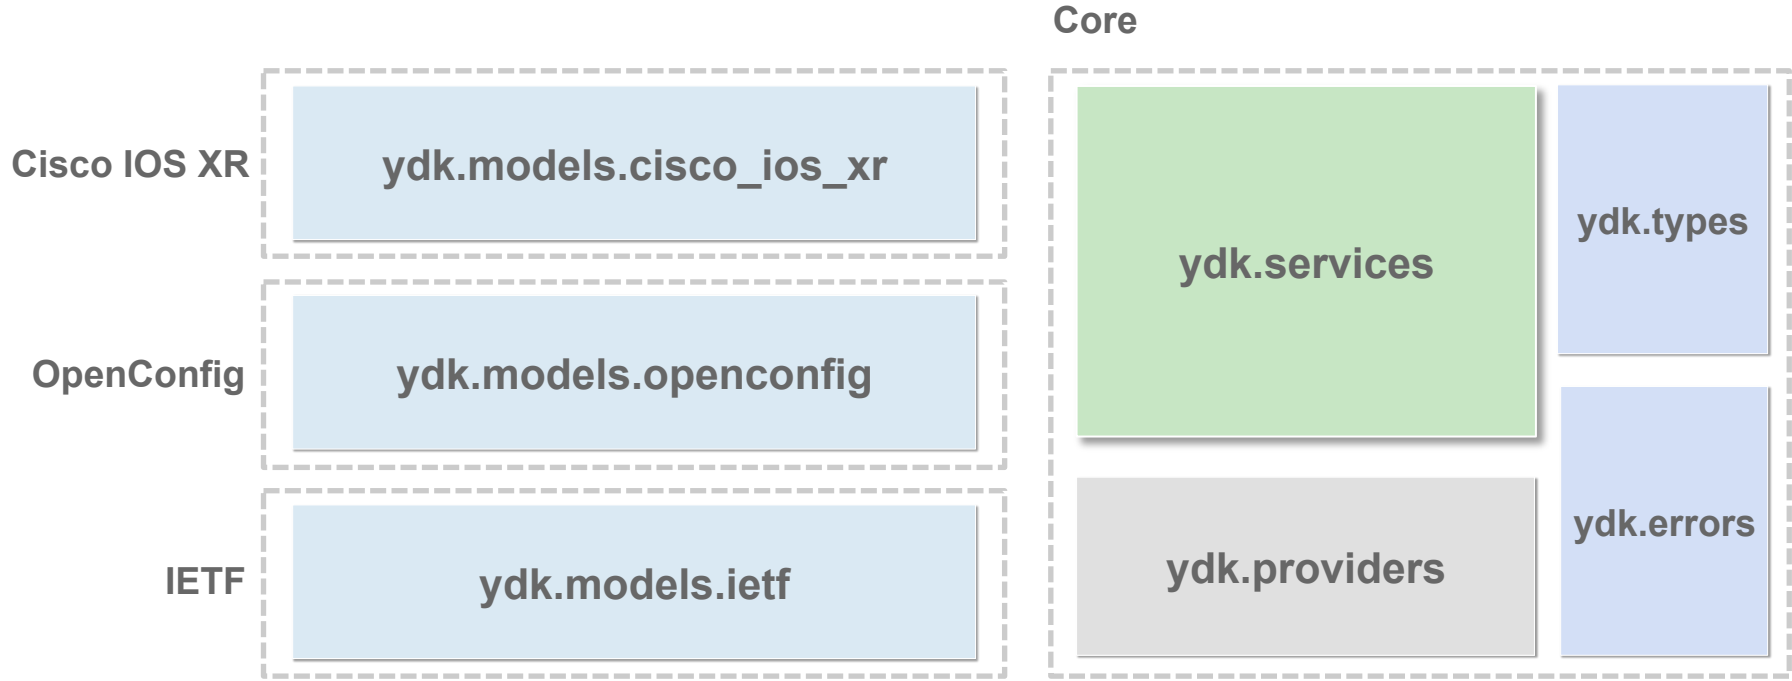 Core
Cisco IOS XR
ydk.models.cisco_ios_xr
OpenConfig
ydk.models.openconfig
IETF
ydk.models.ietf
ydk.services
ydk.types
ydk.providers
ydk.errors